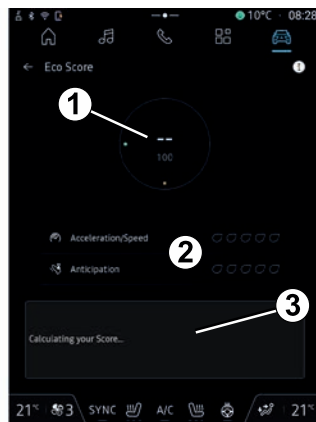 10°C 08:28
← Eco Score
1
--
100
Acceleration/Speed
2
Anticipation
3
Calculating your Score...
21°C 3 SYNC A/C 21°C